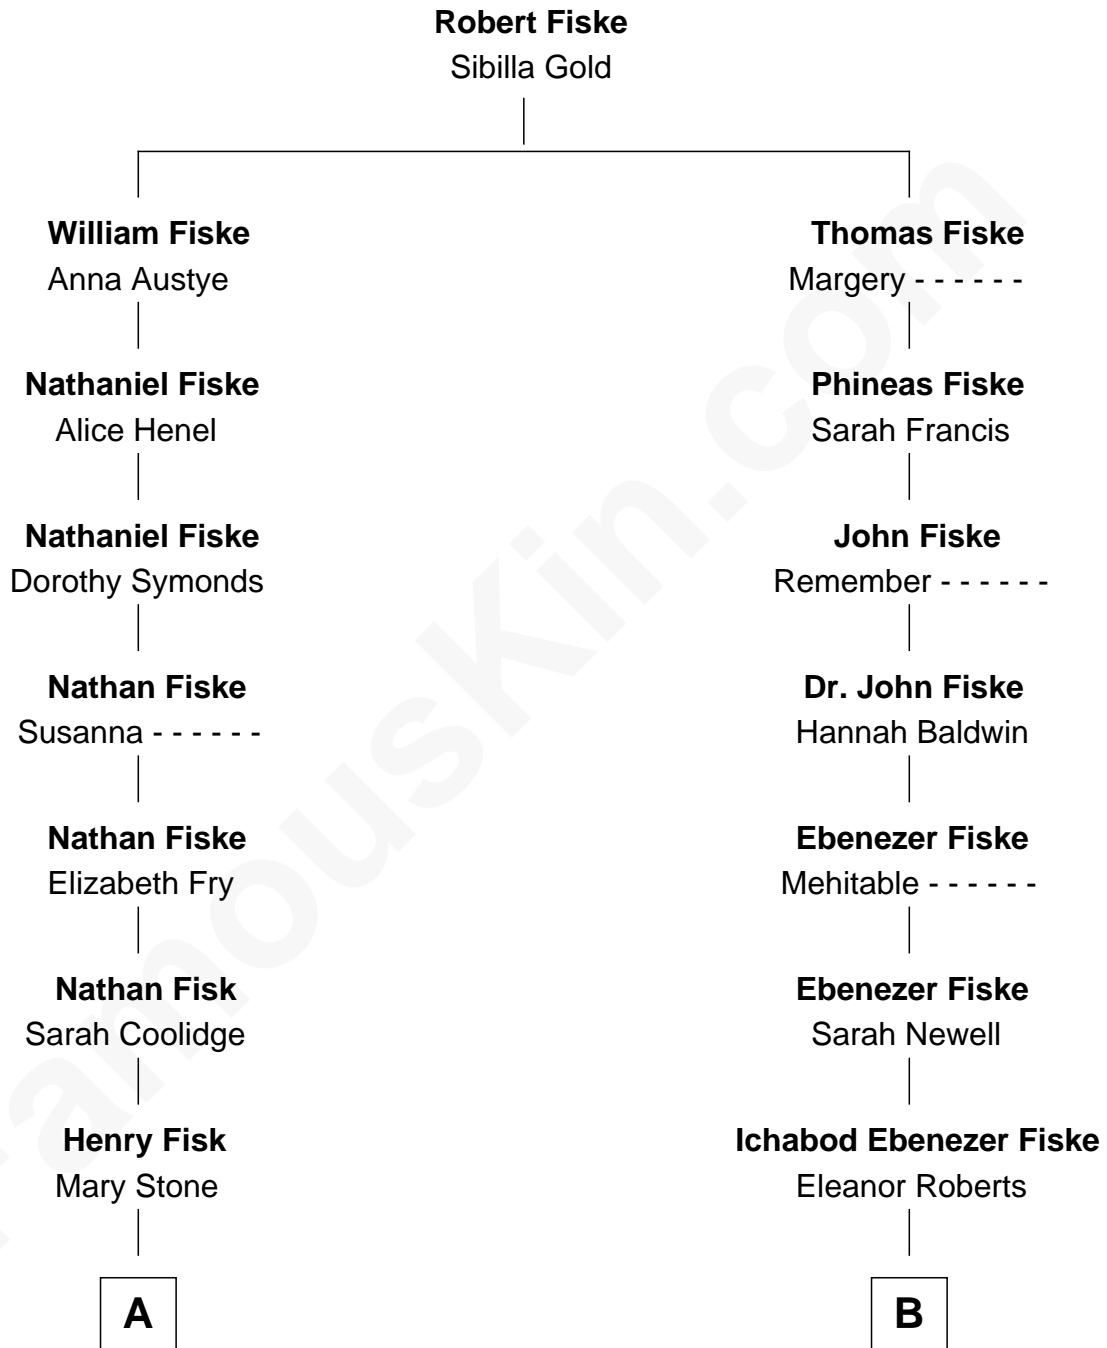 Robert Fiske
Sibilla Gold
William Fiske
Anna Austye
Thomas Fiske
Margery - - - - - -
Nathaniel Fiske
Alice Henel
Phineas Fiske
Sarah Francis
Nathaniel Fiske
Dorothy Symonds
John Fiske
Remember - - - - - -
Nathan Fiske
Susanna - - - - - -
Dr. John Fiske
Hannah Baldwin
Nathan Fiske
Elizabeth Fry
Ebenezer Fiske
Mehitable - - - - - -
Nathan Fisk
Sarah Coolidge
Ebenezer Fiske
Sarah Newell
Henry Fisk
Mary Stone
Ichabod Ebenezer Fiske
Eleanor Roberts
A
B
FamousKin.com